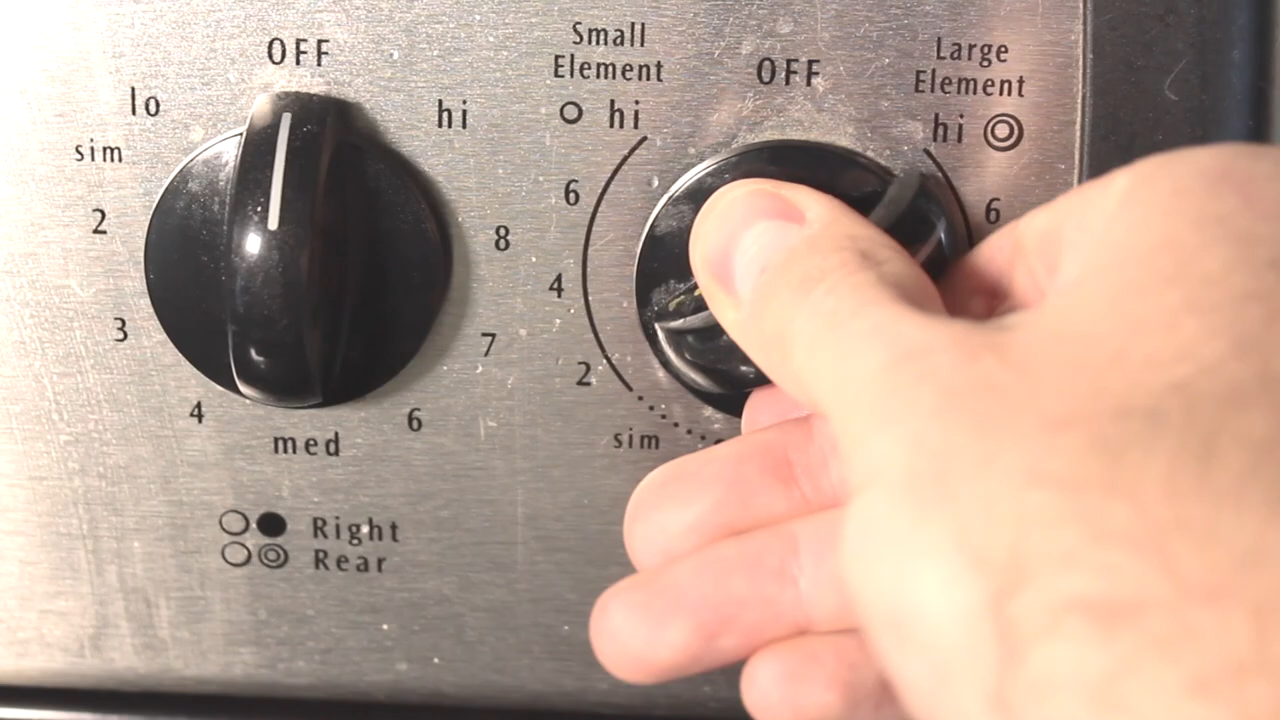 OFF
lo
hi
sim
2
8
3
7
4
6
med
Right
Rear
Small
Element
hi
OFF
Large
Element
hi
6
4
2
sim
6